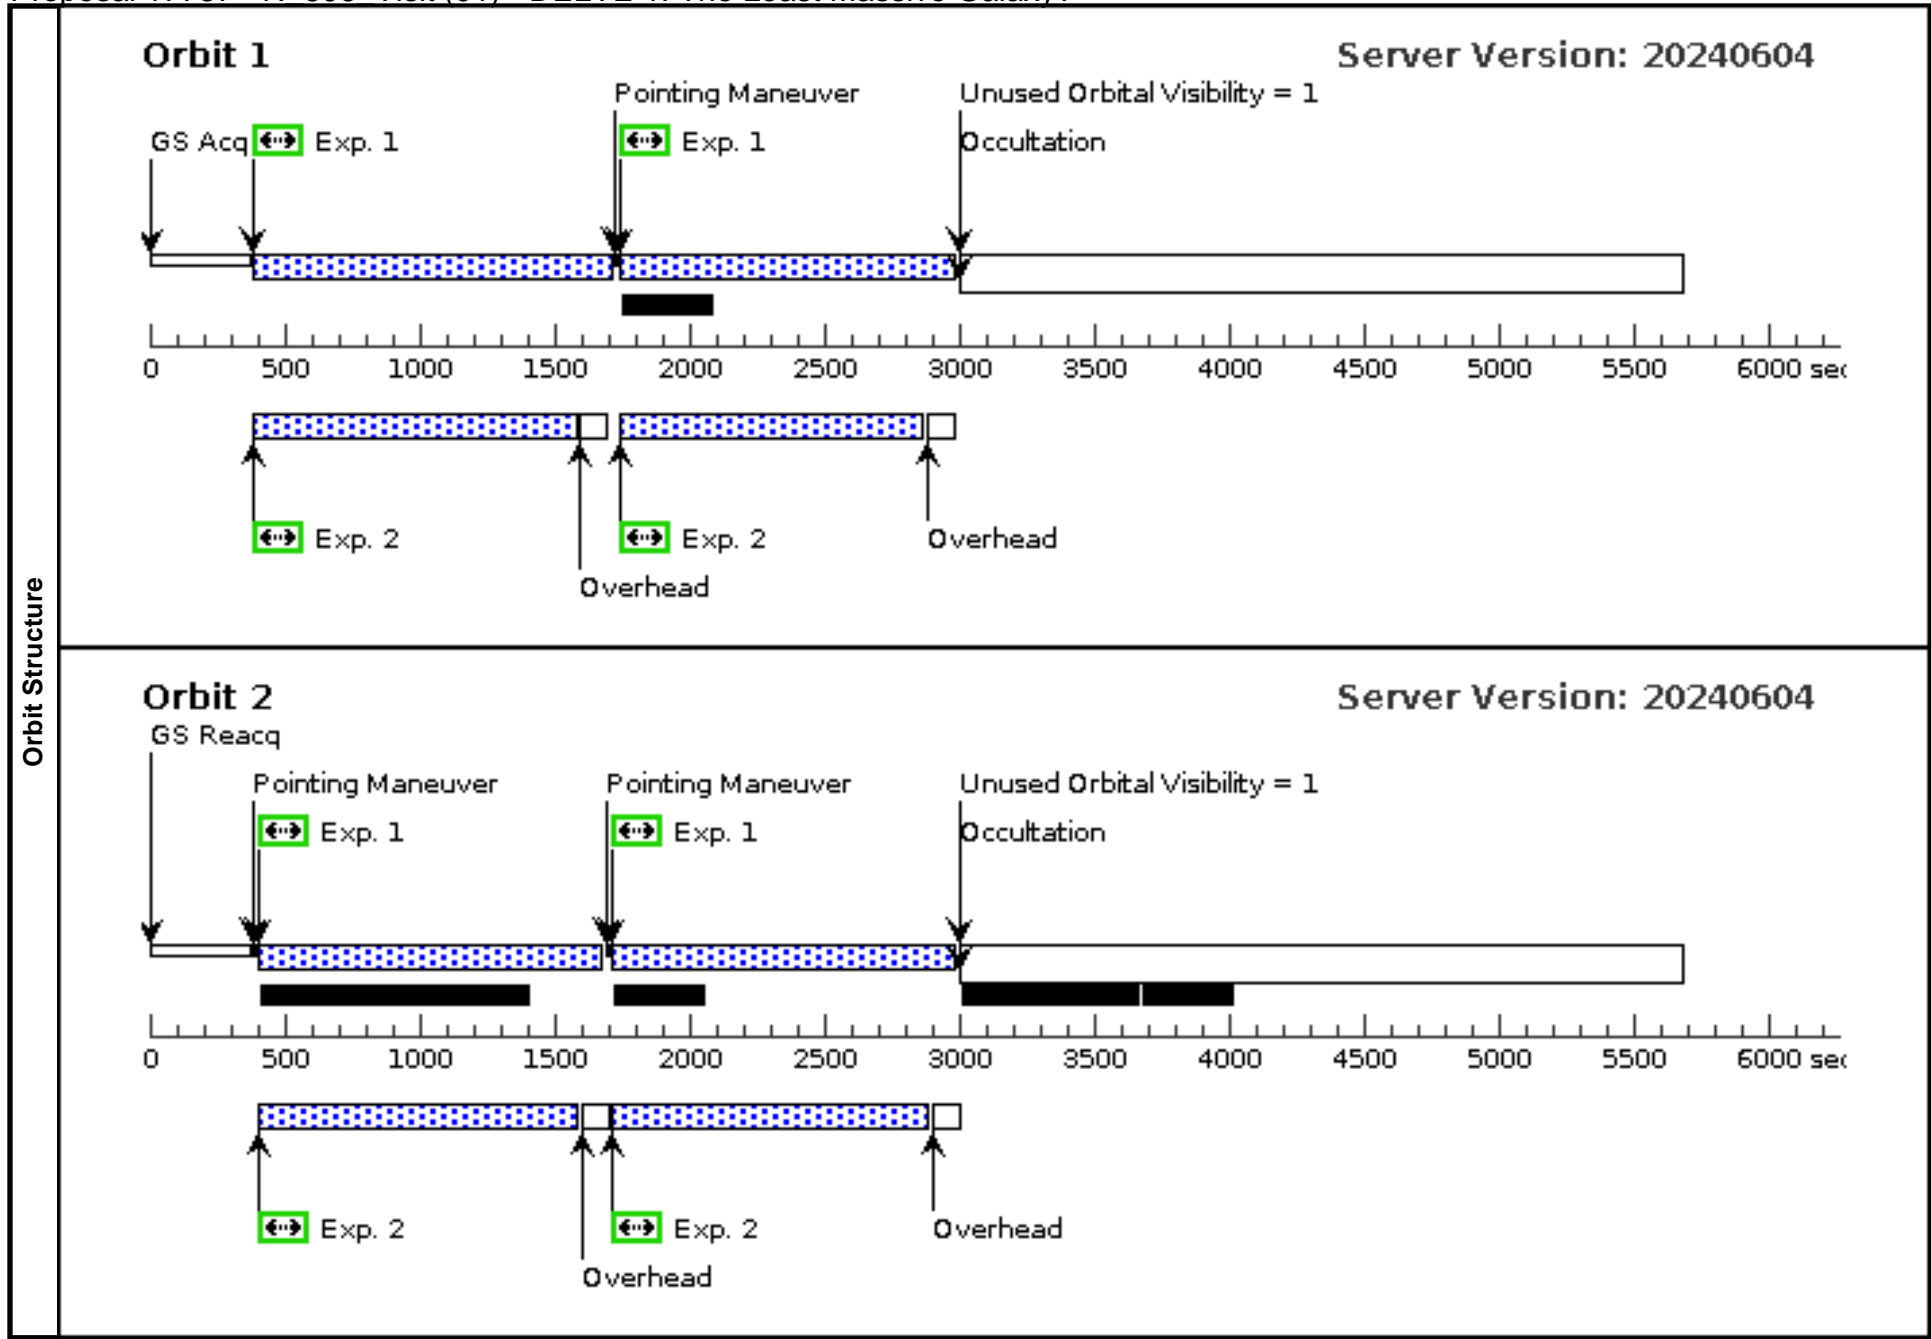 Orbit Structure
Orbit 1
Server Version: 20240604
Pointing Maneuver
Unused Orbital Visibility = 1
GS Acq
Exp. 1
Exp. 1
Occultation
0 500 1000 1500 2000 2500 3000 3500 4000 4500 5000 5500 6000
Exp. 2
Exp. 2
Overhead
Overhead
Orbit 2
Server Version: 20240604
GS Reacq
Pointing Maneuver
Pointing Maneuver
Unused Orbital Visibility = 1
Exp. 1
Exp. 1
Occultation
0 500 1000 1500 2000 2500 3000 3500 4000 4500 5000 5500 6000
Exp. 2
Exp. 2
Overhead
Overhead